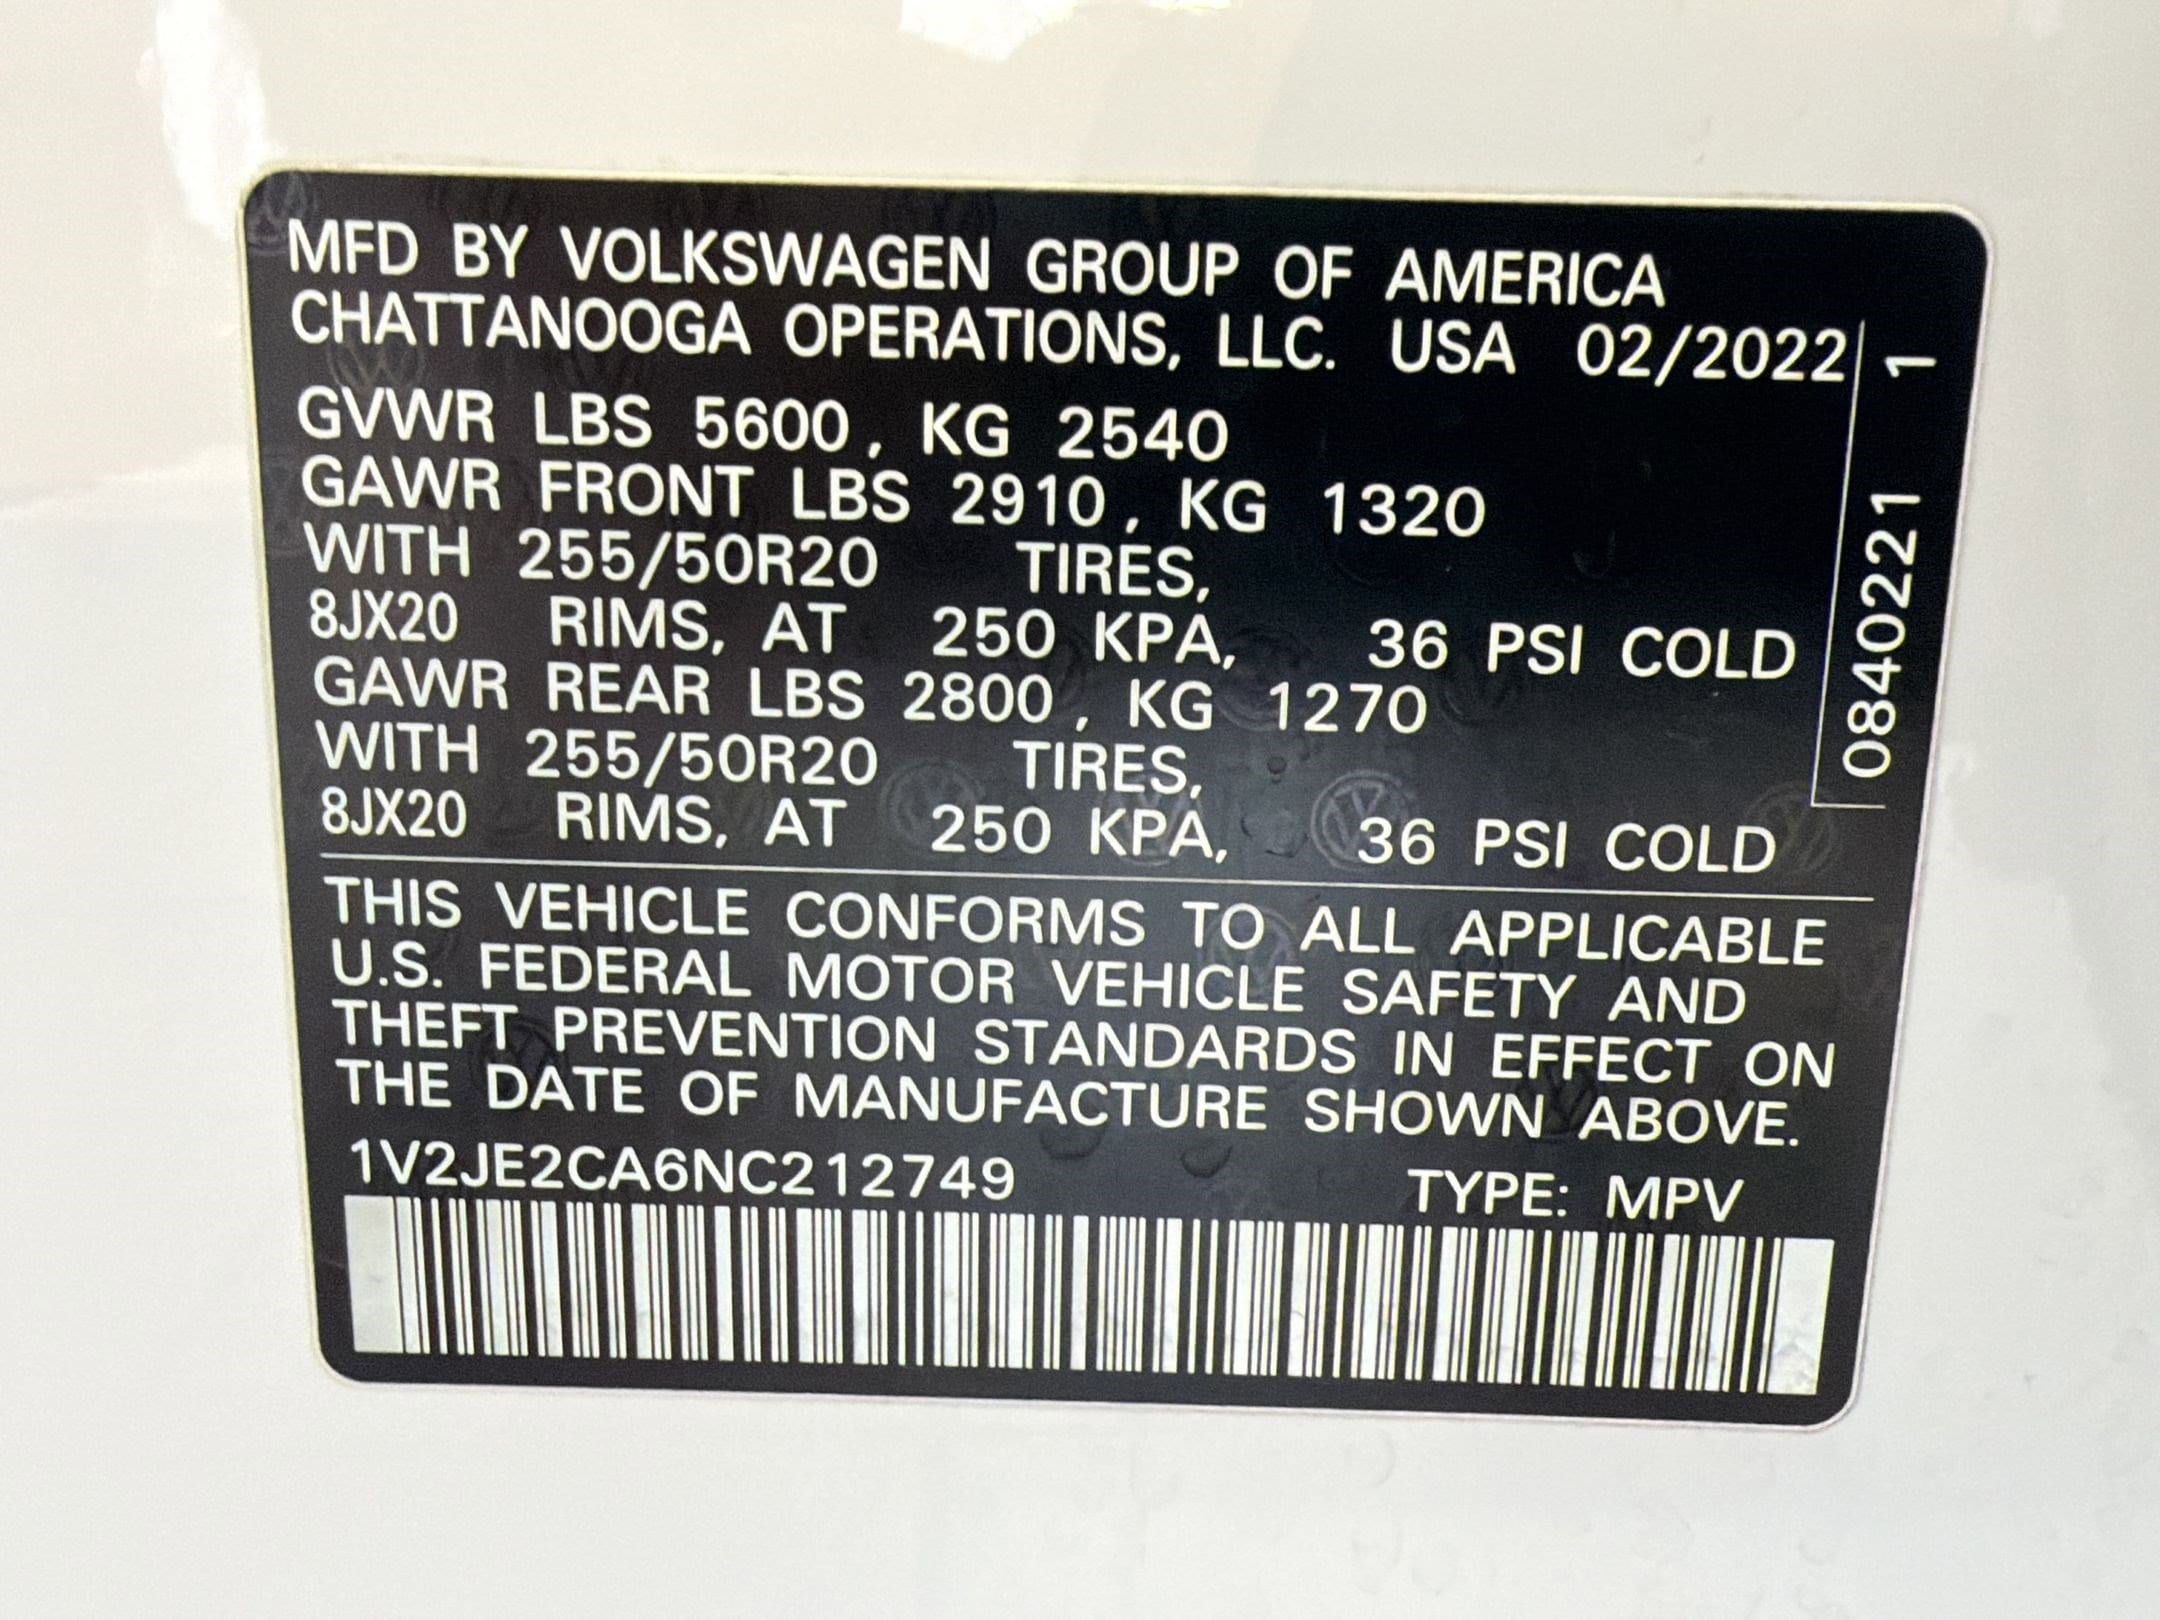 MFD BY VOLKSWAGEN GROUP OF AMERICA
CHATTANOOGA OPERATIONS, LLC. USA 02/2022
GVWR LBS 5600, KG 2540
GAWR FRONT LBS 2910, KG 1320
WITH 255/50R20 TIRES,
8JX20 RIMS, AT 250 KPA, 36 PSI COLD
GAWR REAR LBS 2800, KG 1270
WITH 255/50R20 TIRES,
8JX20 RIMS, AT 250 KPA, 36 PSI COLD
THIS VEHICLE CONFORMS TO ALL APPLICABLE
U.S. FEDERAL MOTOR VEHICLE SAFETY AND
THEFT PREVENTION STANDARDS IN EFFECT ON
THE DATE OF MANUFACTURE SHOWN ABOVE.
1V2JE2CA6NC212749 TYPE: MPV
0840221 1